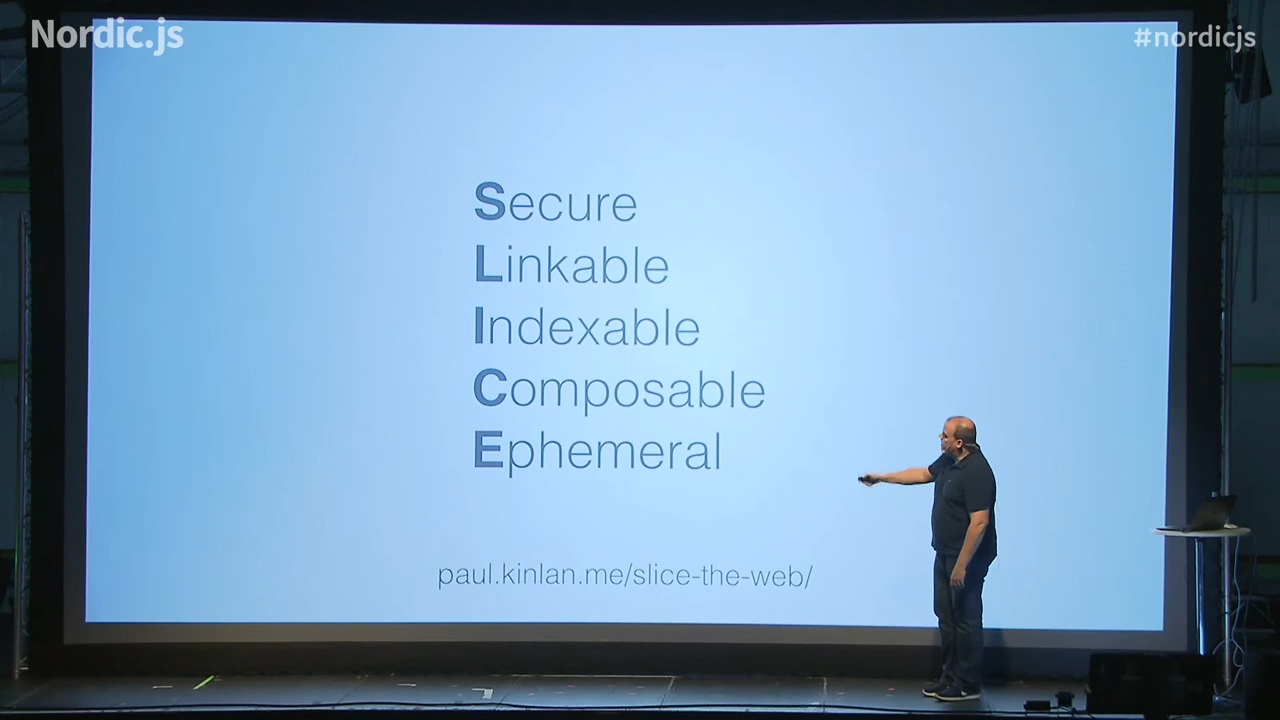 Nordic.js
#nordicjs
Secure
Linkable
Indexable
Composable
Ephemeral
paul.kinlan.me/slice-the-web/